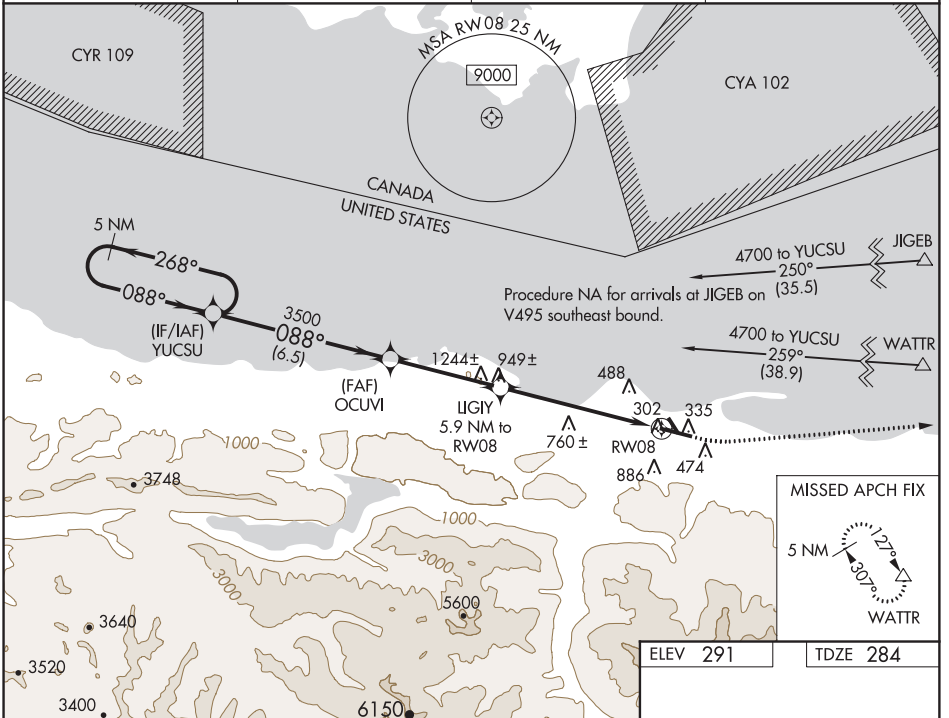 CYR 109
MSA RW08 25 NM
9000
CYA 102
CANADA
UNITED STATES
5 NM
268°
088°
(IF/IAF)
YUCSU
3500
088°
(6.5)
(FAF)
OCUVI
4700 to YUCSU
250°
(35.5)
JIGEB
Procedure NA for arrivals at JIGEB on
V495 southeast bound.
4700 to YUCSU
259°
(38.9)
WATTR
1244±
949±
488
LIGIY
5.9 NM to
RW08
760±
302
335
RW08
886
474
1000
3748
1000
3000
3000
5600
3640
3520
3400
6150
MISSED APCH FIX
5 NM
127°
307°
WATTR
ELEV 291
TDZE 284